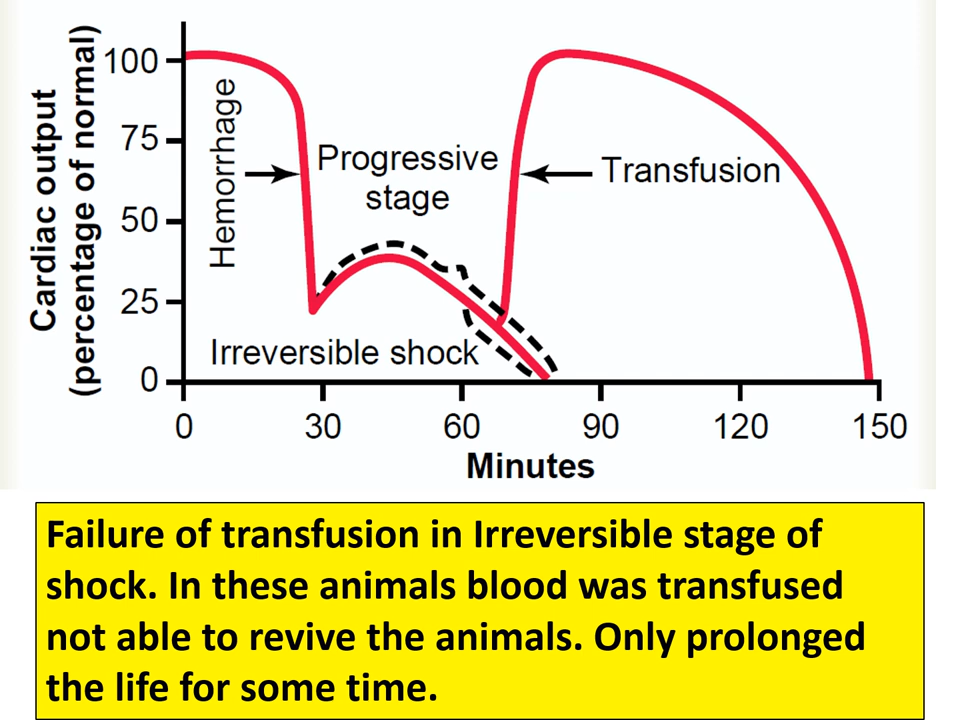 Cardiac output
(percentage of normal)
100
75
50
25
0
Hemorrhage
Progressive
stage
Transfusion
Irreversible shock
0 30 60 90 120 150
Minutes
Failure of transfusion in Irreversible stage of
shock. In these animals blood was transfused
not able to revive the animals. Only prolonged
the life for some time.